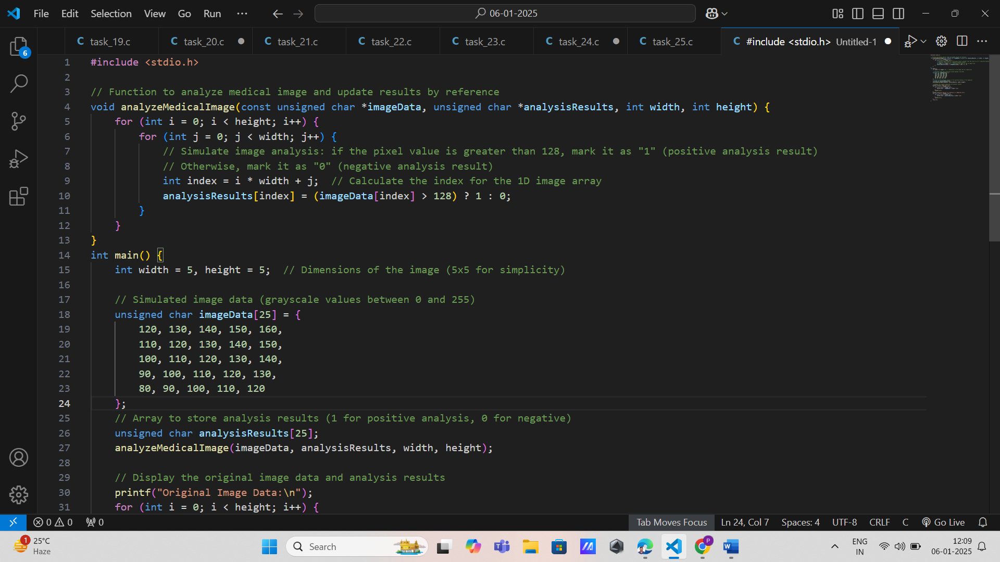 File Edit Selection View Go Run ··· 06-01-2025
task_19.c task_20.c task_21.c task_22.c task_23.c task_24.c task_25.c #include <stdio.h> Untitled-1
6
1 #include <stdio.h>
2
3 // Function to analyze medical image and update results by reference
4 void analyzeMedicalImage(const unsigned char *imageData, unsigned char *analysisResults, int width, int height) {
5 for (int i = 0; i < height; i++) {
6 for (int j = 0; j < width; j++) {
7 // Simulate image analysis: if the pixel value is greater than 128, mark it as "1" (positive analysis result)
8 // Otherwise, mark it as "0" (negative analysis result)
9 int index = i * width + j;  // Calculate the index for the 1D image array
10 analysisResults[index] = (imageData[index] > 128) ? 1 : 0;
11 }
12 }
13 }
14 int main() {
15 int width = 5, height = 5;  // Dimensions of the image (5x5 for simplicity)
16
17 // Simulated image data (grayscale values between 0 and 255)
18 unsigned char imageData[25] = {
19 120, 130, 140, 150, 160,
20 110, 120, 130, 140, 150,
21 100, 110, 120, 130, 140,
22 90, 100, 110, 120, 130,
23 80, 90, 100, 110, 120
24 };
25 // Array to store analysis results (1 for positive analysis, 0 for negative)
26 unsigned char analysisResults[25];
27 analyzeMedicalImage(imageData, analysisResults, width, height);
28
29 // Display the original image data and analysis results
30 printf("Original Image Data:\n");
31 for (int i = 0; i < height; i++) {
0 0 0 Tab Moves Focus Ln 24, Col 7 Spaces: 4 UTF-8 CRLF C Go Live
1 25°C
Haze
Search
ENG
IN
12:09
06-01-2025